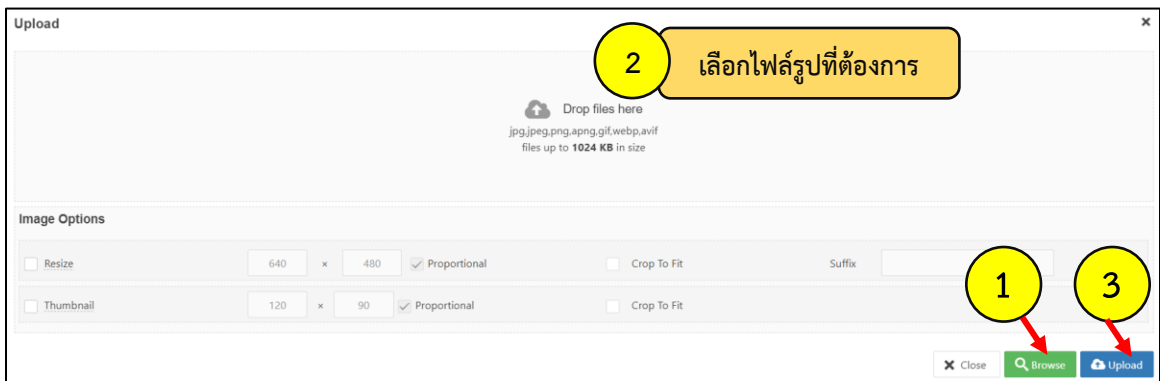 Upload
2
เลือกไฟล์รูปที่ต้องการ
Drop files here
jpg,jpeg,png,apng,gif,webp,avif
files up to 1024 KB in size
Image Options
Resize 640 × 480 Proportional Crop To Fit Suffix
Thumbnail 120 × 90 Proportional Crop To Fit
1
3
Close Browse Upload